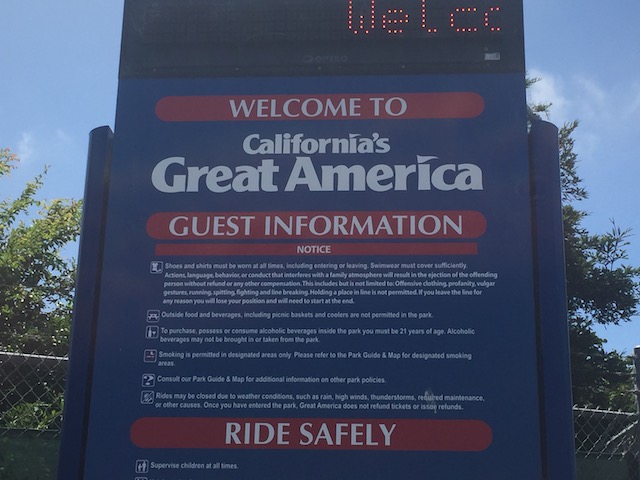 Welcc
WELCOME TO
California's
Great America
GUEST INFORMATION
NOTICE
Shoes and shirts must be worn at all times, including entering or leaving. Swimwear must cover sufficiently.
Actions, language, behavior, or conduct that interferes with a family atmosphere will result in the ejection of the offending
person without refund or any other compensation. This includes but is not limited to: Offensive clothing, profanity, vulgar
gestures, running, spitting, fighting and line breaking. Holding a place in line is not permitted. If you leave the line for
any reason you will lose your position and will need to start at the end.
Outside food and beverages, including picnic baskets and coolers are not permitted in the park.
To purchase, possess or consume alcoholic beverages inside the park you must be 21 years of age. Alcoholic
beverages may not be brought in or taken from the park.
Smoking is permitted in designated areas only. Please refer to the Park Guide & Map for designated smoking
areas.
Consult our Park Guide & Map for additional information on other park policies.
Rides may be closed due to weather conditions, such as rain, high winds, thunderstorms, required maintenance,
or other causes. Once you have entered the park, Great America does not refund tickets or issue refunds.
RIDE SAFELY
Supervise children at all times.